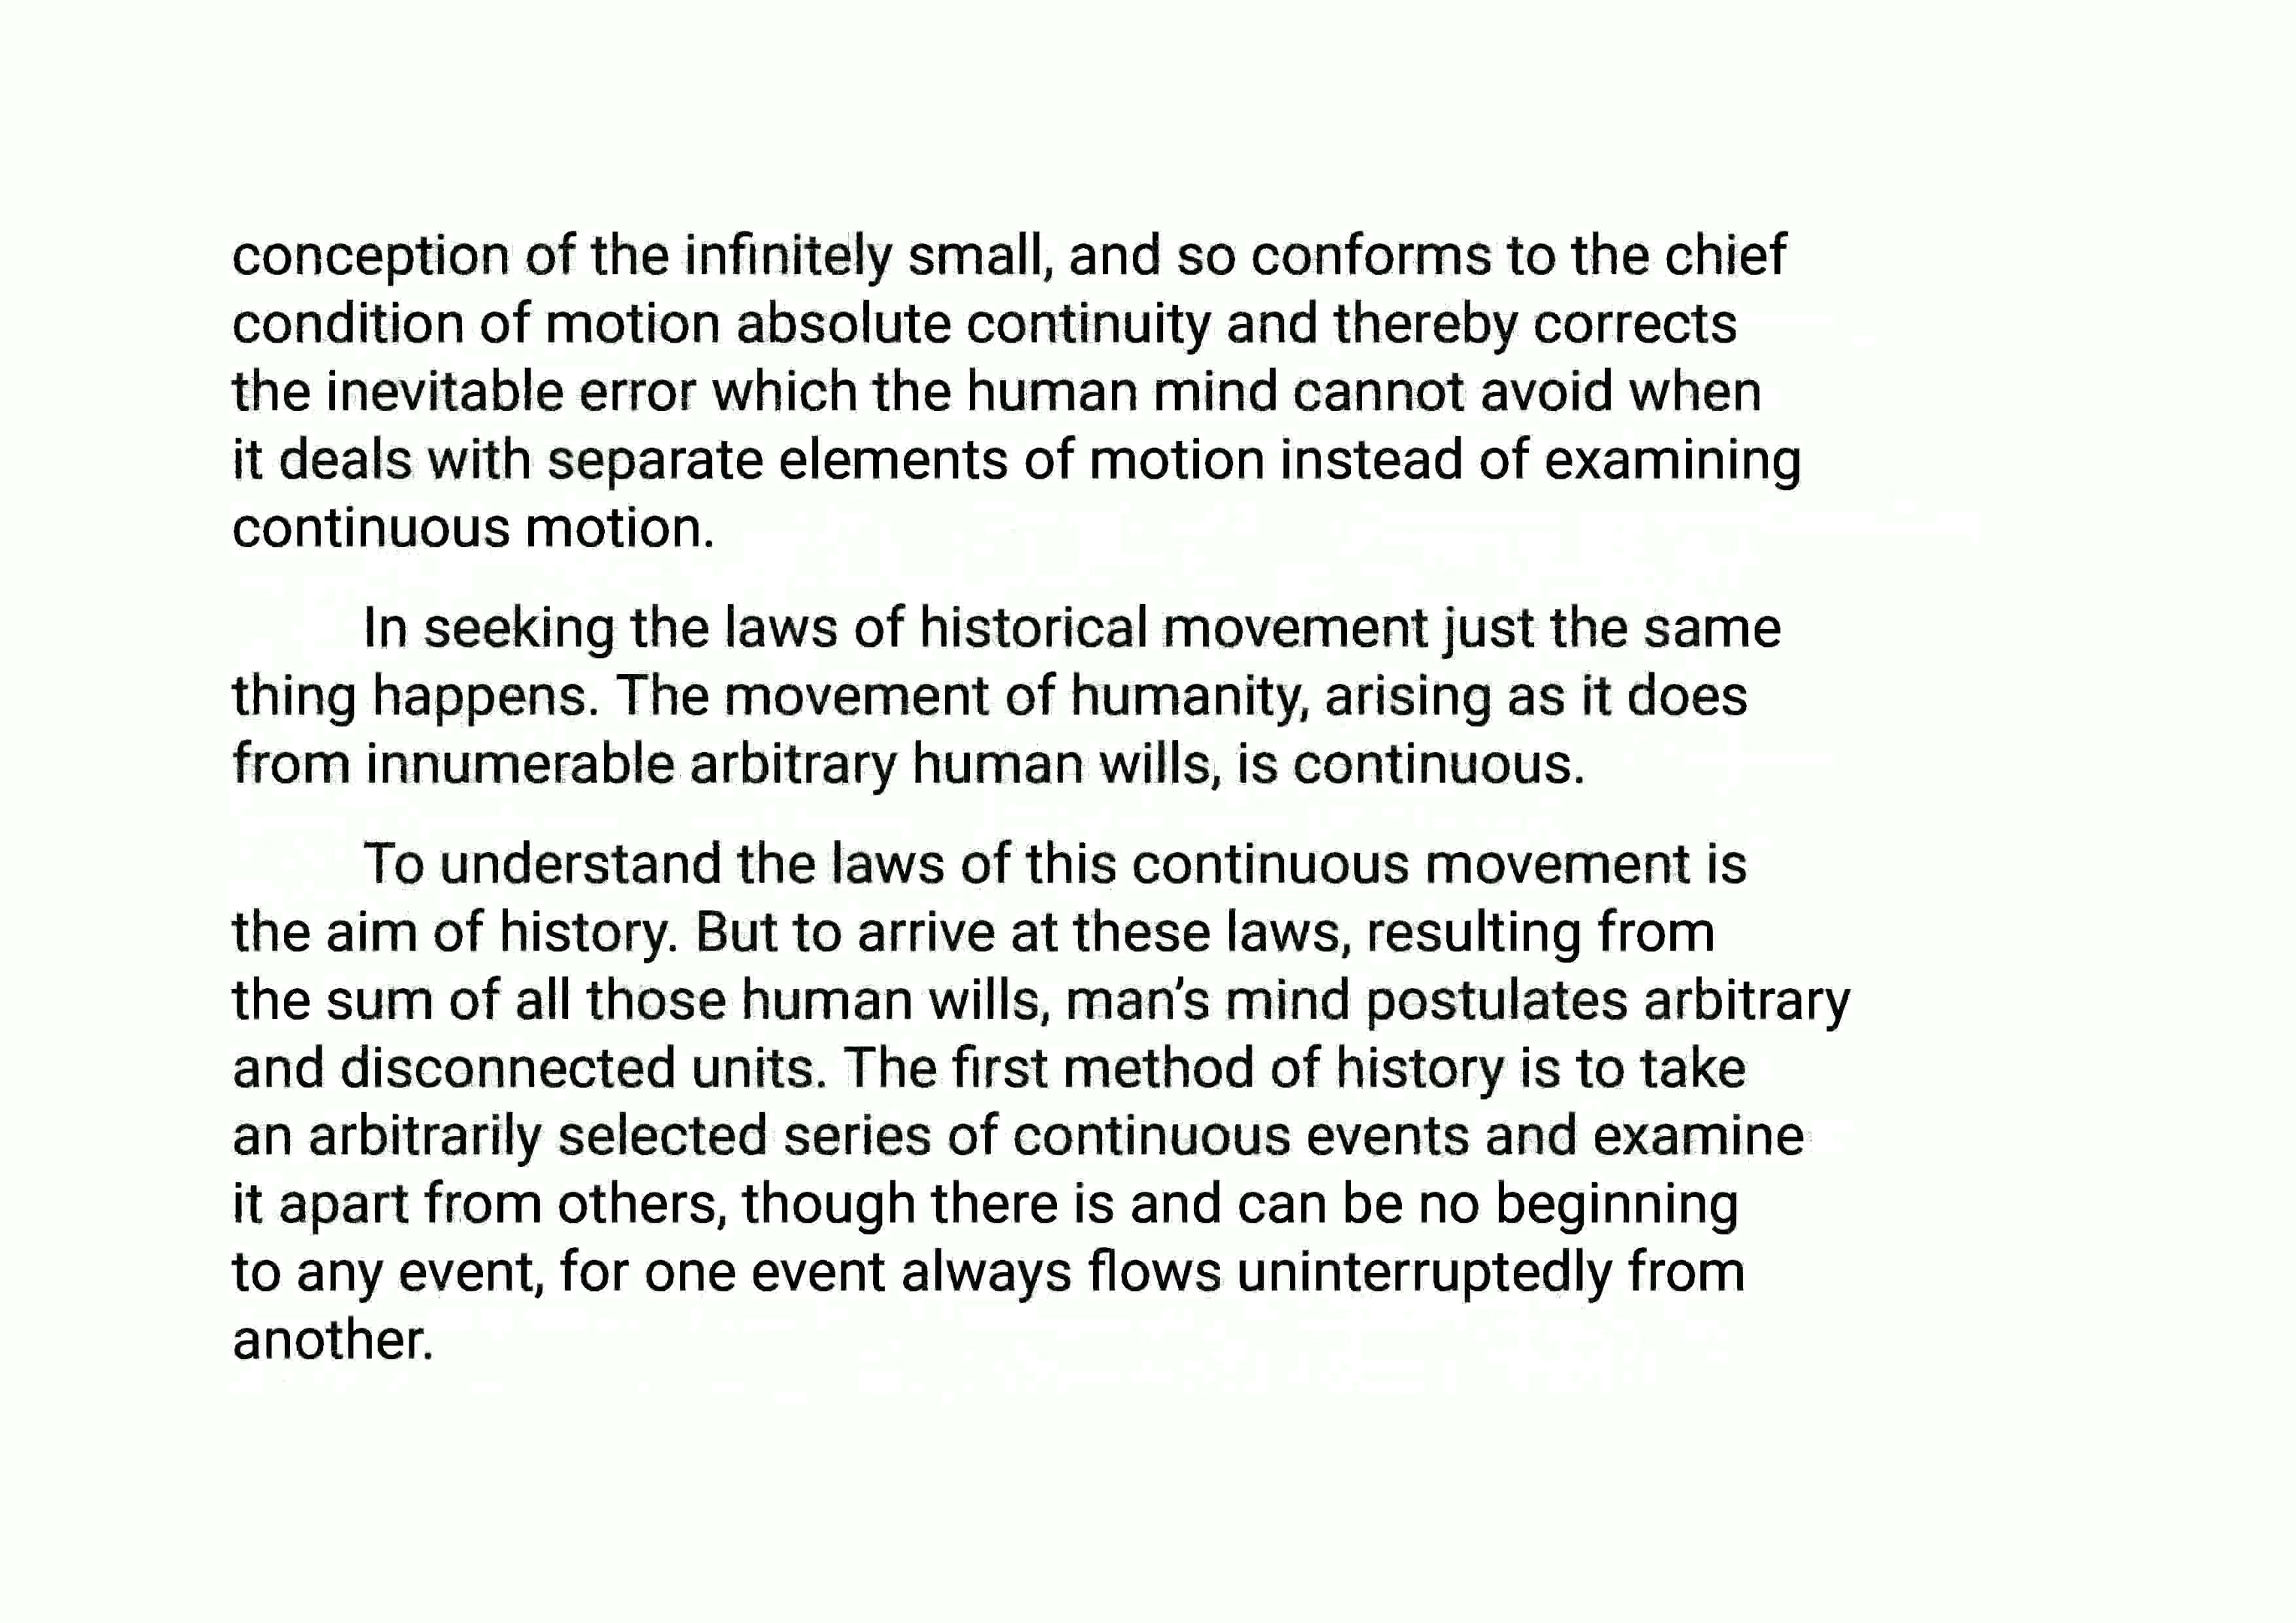 conception of the infinitely small, and so conforms to the chief
condition of motion absolute continuity and thereby corrects
the inevitable error which the human mind cannot avoid when
it deals with separate elements of motion instead of examining
continuous motion.
In seeking the laws of historical movement just the same
thing happens. The movement of humanity, arising as it does
from innumerable arbitrary human wills, is continuous.
To understand the laws of this continuous movement is
the aim of history. But to arrive at these laws, resulting from
the sum of all those human wills, man’s mind postulates arbitrary
and disconnected units. The first method of history is to take
an arbitrarily selected series of continuous events and examine
it apart from others, though there is and can be no beginning
to any event, for one event always flows uninterruptedly from
another.